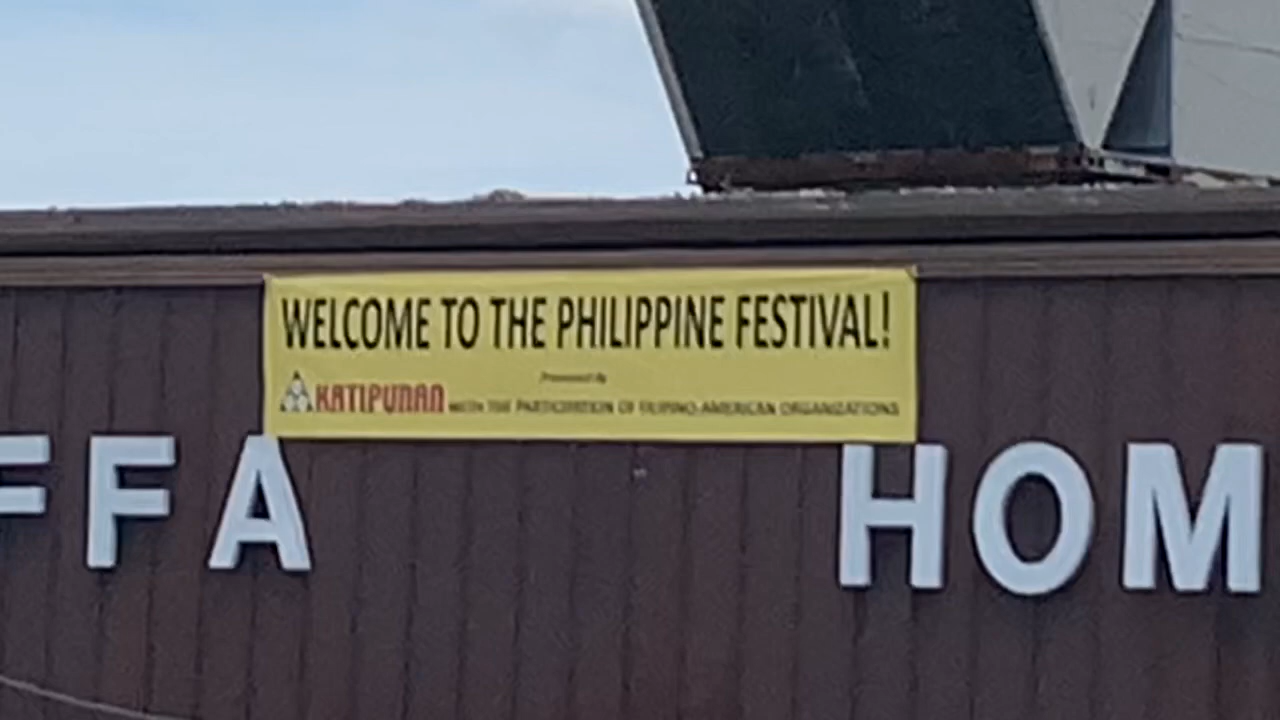 WELCOME TO THE PHILIPPINE FESTIVAL!
Presented By
KATIPUNAN WITH THE PARTICIPATION OF FILIPINO-AMERICAN ORGANIZATIONS
FFA HOM